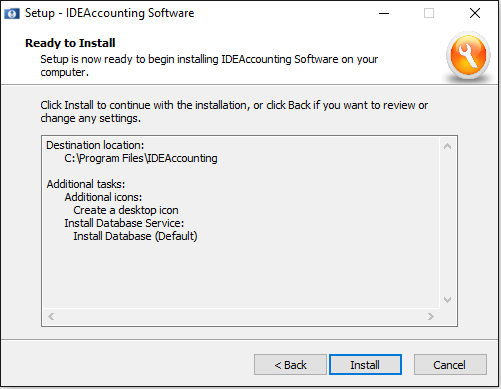 Setup - IDEAccounting Software
Ready to Install
Setup is now ready to begin installing IDEAccounting Software on your
computer.
Click Install to continue with the installation, or click Back if you want to review or
change any settings.
Destination location:
C:\Program Files\IDEAccounting
Additional tasks:
Additional icons:
Create a desktop icon
Install Database Service:
Install Database (Default)
< Back
Install
Cancel